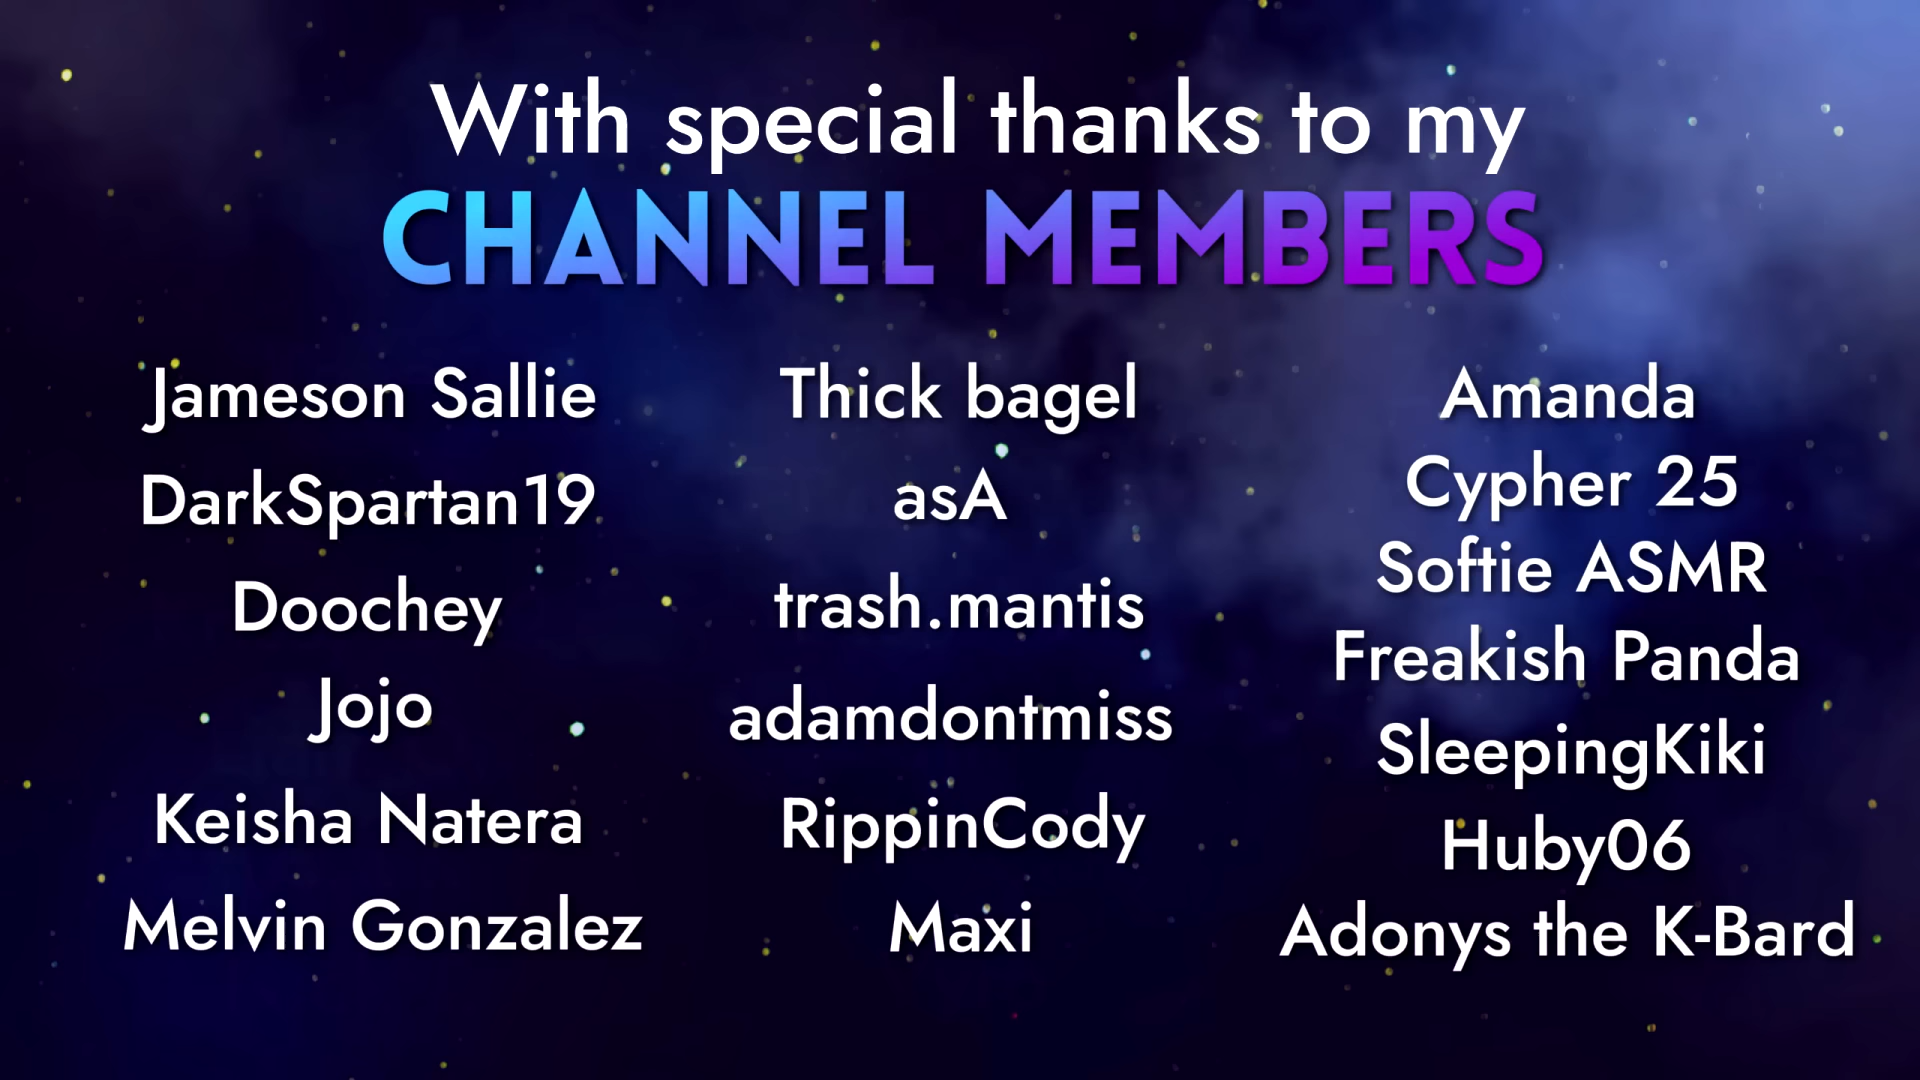 With special thanks to my
CHANNEL MEMBERS
Jameson Sallie
DarkSpartan19
Doochey
Jojo
Keisha Natera
Melvin Gonzalez
Thick bagel
asA
trash.mantis
adamdontmiss
RippinCody
Maxi
Amanda
Cypher 25
Softie ASMR
Freakish Panda
SleepingKiki
Huby06
Adonys the K-Bard